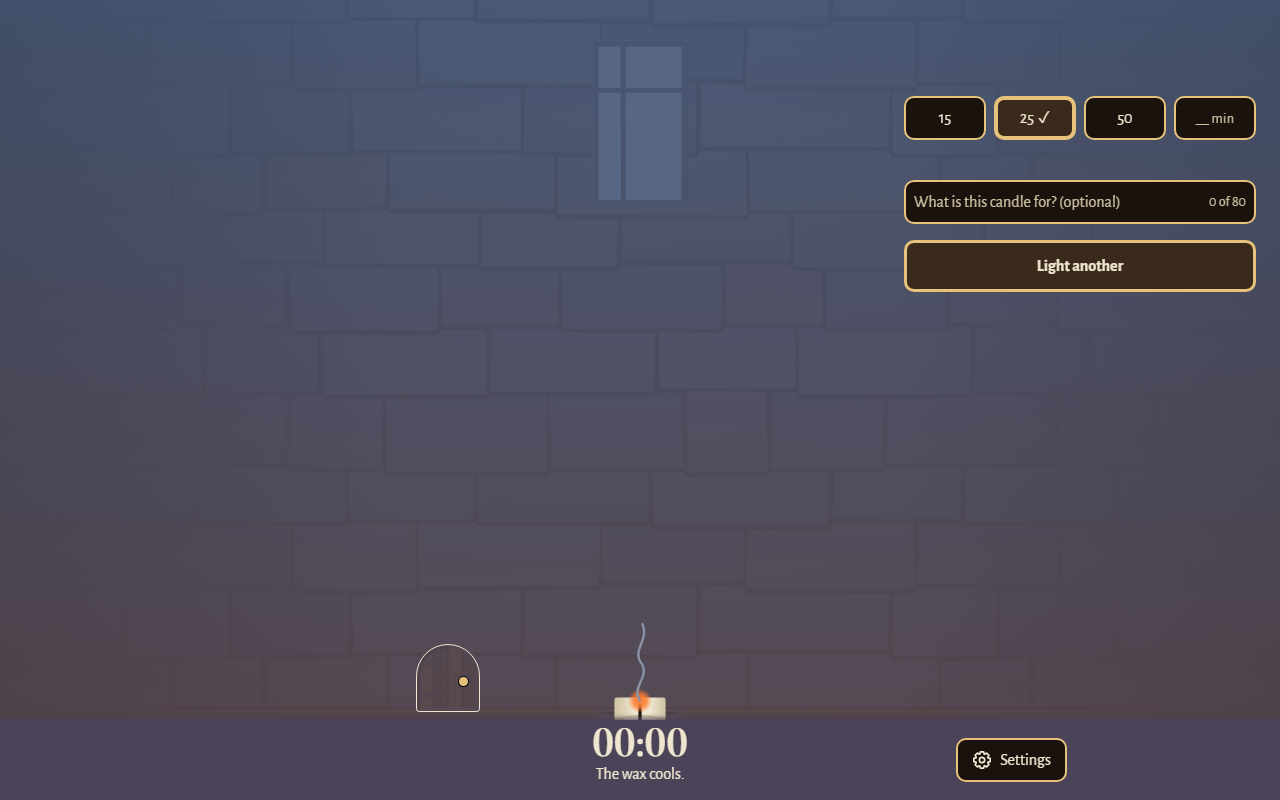 15
25 ✓
50
__ min
What is this candle for? (optional)
0 of 80
Light another
00:00
The wax cools.
Settings